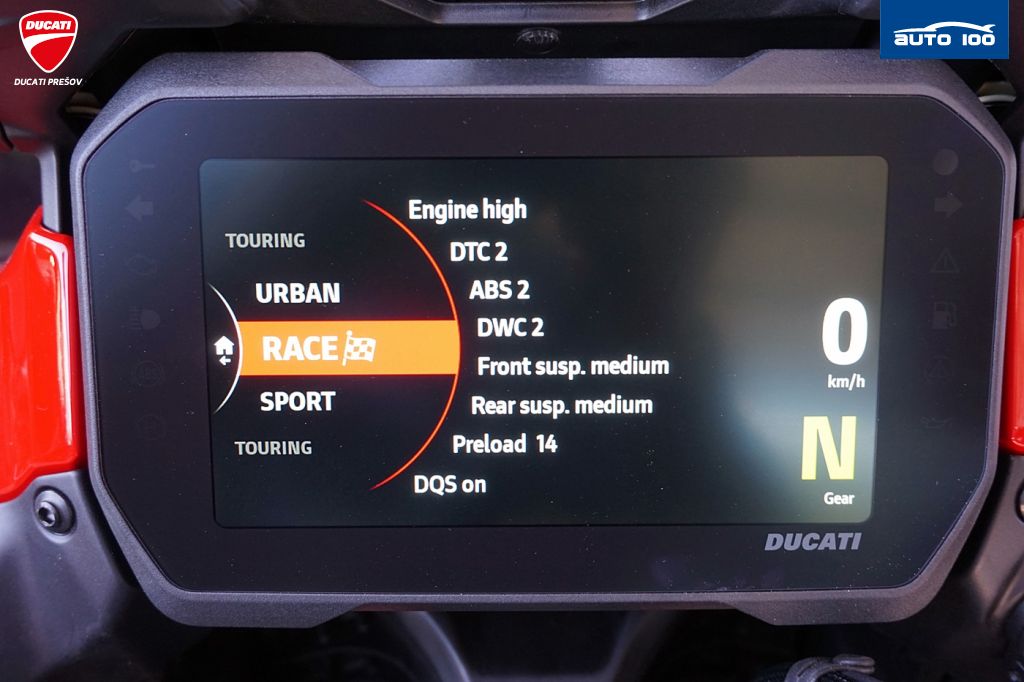 DUCATI
DUCATI PREŠOV
AUTO 100
TOURING
URBAN
RACE
SPORT
TOURING
Engine high
DTC 2
ABS 2
DWC 2
Front susp. medium
Rear susp. medium
Preload 14
DQS on
0
km/h
N
Gear
DUCATI